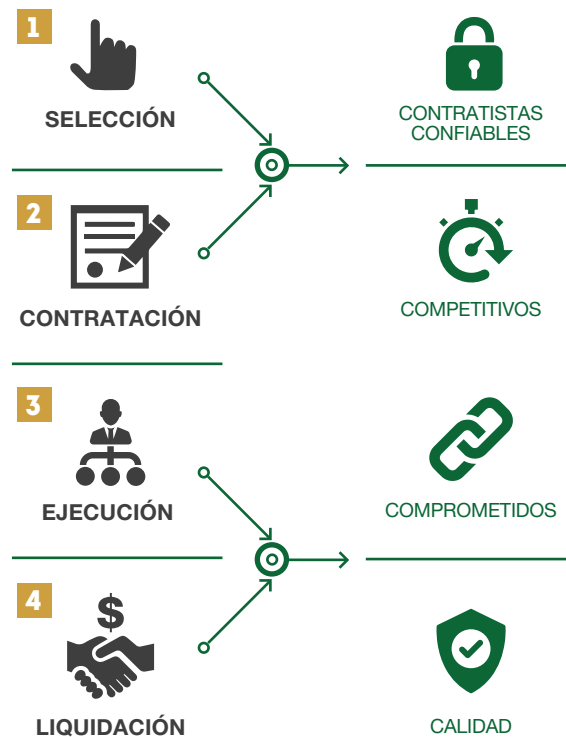 1
SELECCIÓN
CONTRATISTAS
CONFIABLES
2
CONTRATACIÓN
COMPETITIVOS
3
EJECUCIÓN
COMPROMETIDOS
4
$
LIQUIDACIÓN
CALIDAD